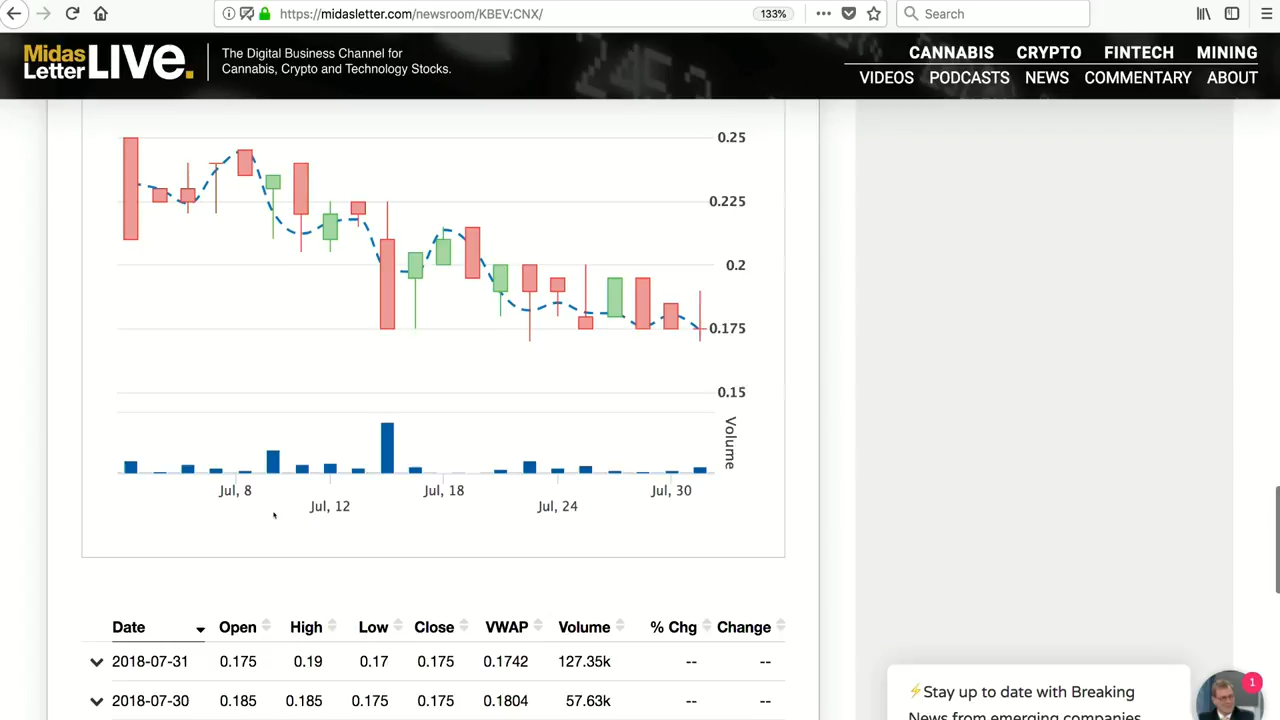 https://midasletter.com/newsroom/KBEV:CNX/
133%
Search
Midas Letter LIVE.
The Digital Business Channel for
Cannabis, Crypto and Technology Stocks.
CANNABIS CRYPTO FINTECH MINING
VIDEOS PODCASTS NEWS COMMENTARY ABOUT
0.25
0.225
0.2
0.175
0.15
Volume
Jul, 8
Jul, 12
Jul, 18
Jul, 24
Jul, 30
Date Open High Low Close VWAP Volume % Chg Change
2018-07-31 0.175 0.19 0.17 0.175 0.1742 127.35k -- --
2018-07-30 0.185 0.185 0.175 0.175 0.1804 57.63k -- --
⚡Stay up to date with Breaking
News from emerging companies
1